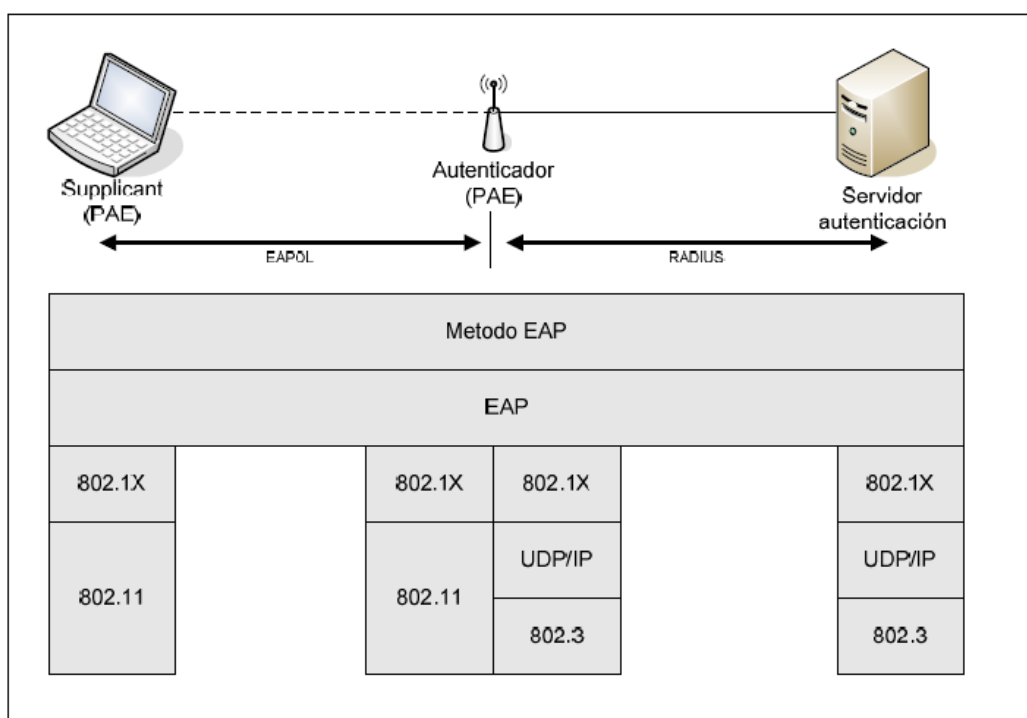 Supplicant
(PAE)
Autenticador
(PAE)
Servidor
autenticación
EAPOL
RADIUS
Metodo EAP
EAP
802.1X
802.1X
802.1X
802.1X
802.11
802.11
UDP/IP
UDP/IP
802.3
802.3